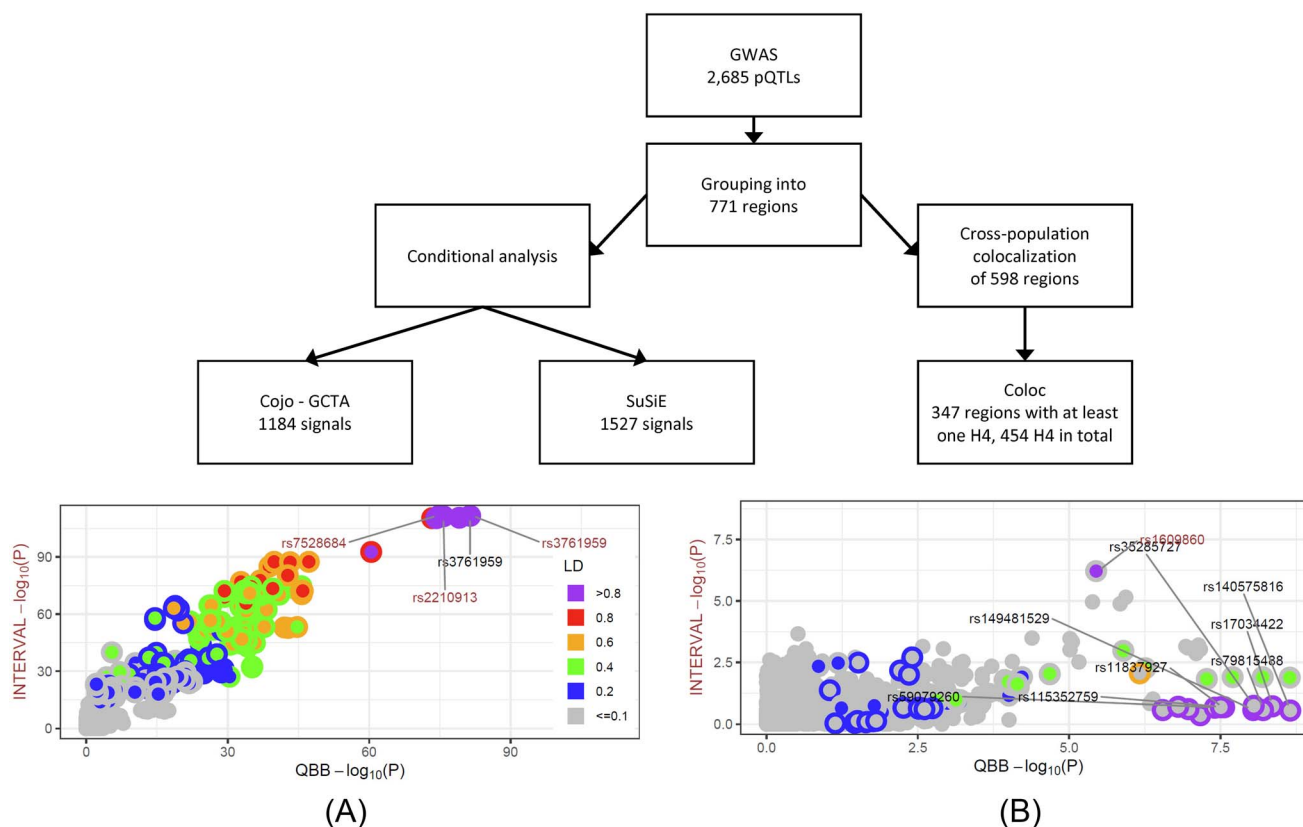 GWAS
2,685 pQTLs
Grouping into
771 regions
Conditional analysis
Cross-population
colocalization
of 598 regions
Cojo - GCTA
1184 signals
SuSiE
1527 signals
Coloc
347 regions with at least
one H4, 454 H4 in total
INTERVAL −log10(P)
90
60
30
0
rs7528684
rs3761959
rs3761959
rs2210913
LD
>0.8
0.8
0.6
0.4
0.2
<=0.1
0
30
60
90
QBB −log10(P)
(A)
INTERVAL −log10(P)
7.5
5.0
2.5
0.0
rs1609860
rs35285727
rs140575816
rs149481529
rs17034422
rs11837927
rs79815488
rs59079260
rs115352759
0.0
2.5
5.0
7.5
QBB −log10(P)
(B)